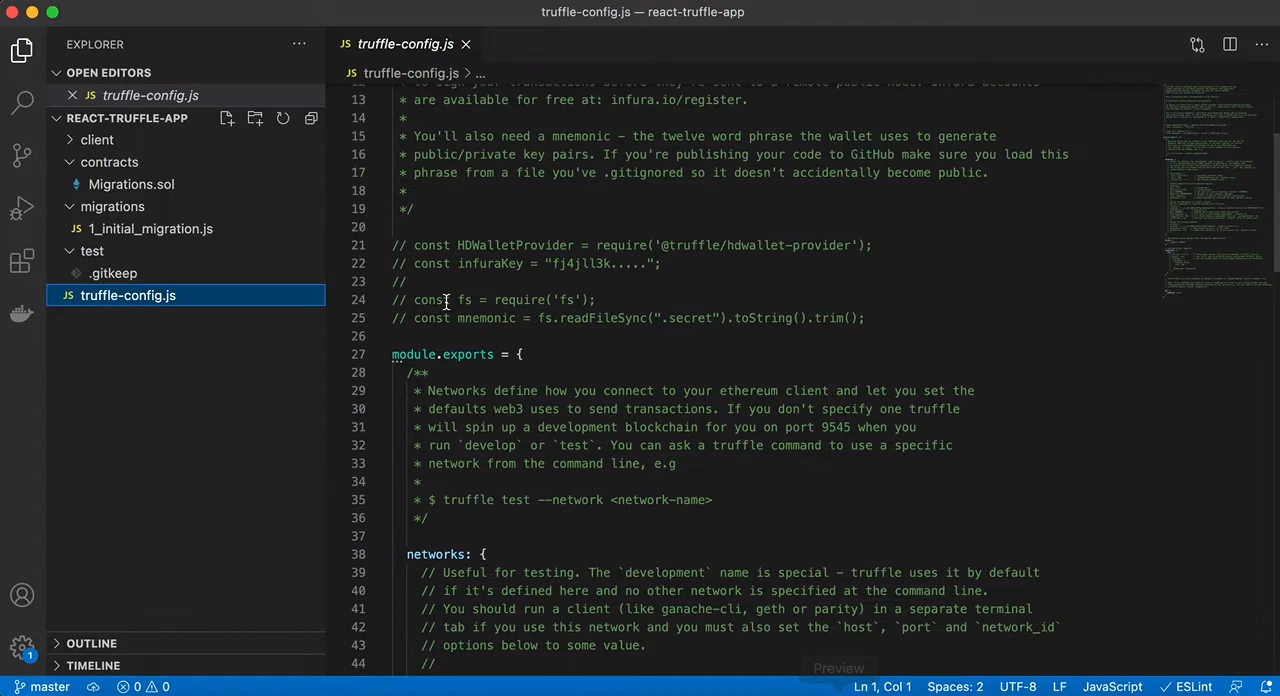 truffle-config.js — react-truffle-app
EXPLORER
OPEN EDITORS
JS truffle-config.js
REACT-TRUFFLE-APP
client
contracts
Migrations.sol
migrations
JS 1_initial_migration.js
test
.gitkeep
JS truffle-config.js
OUTLINE
TIMELINE
JS truffle-config.js
JS truffle-config.js > ...
13 * are available for free at: infura.io/register.
14 *
15 * You'll also need a mnemonic - the twelve word phrase the wallet uses to generate
16 * public/private key pairs. If you're publishing your code to GitHub make sure you load this
17 * phrase from a file you've .gitignored so it doesn't accidentally become public.
18 *
19 */
20
21 // const HDWalletProvider = require('@truffle/hdwallet-provider');
22 // const infuraKey = "fj4jll3k.....";
23 //
24 // const fs = require('fs');
25 // const mnemonic = fs.readFileSync(".secret").toString().trim();
26
27 module.exports = {
28 /**
29 * Networks define how you connect to your ethereum client and let you set the
30 * defaults web3 uses to send transactions. If you don't specify one truffle
31 * will spin up a development blockchain for you on port 9545 when you
32 * run `develop` or `test`. You can ask a truffle command to use a specific
33 * network from the command line, e.g
34 *
35 * $ truffle test --network <network-name>
36 */
37
38 networks: {
39 // Useful for testing. The `development` name is special - truffle uses it by default
40 // if it's defined here and no other network is specified at the command line.
41 // You should run a client (like ganache-cli, geth or parity) in a separate terminal
42 // tab if you use this network and you must also set the `host`, `port` and `network_id`
43 // options below to some value.
44 //
Preview
1
master
0 0
Ln 1, Col 1 Spaces: 2 UTF-8 LF JavaScript ESLint